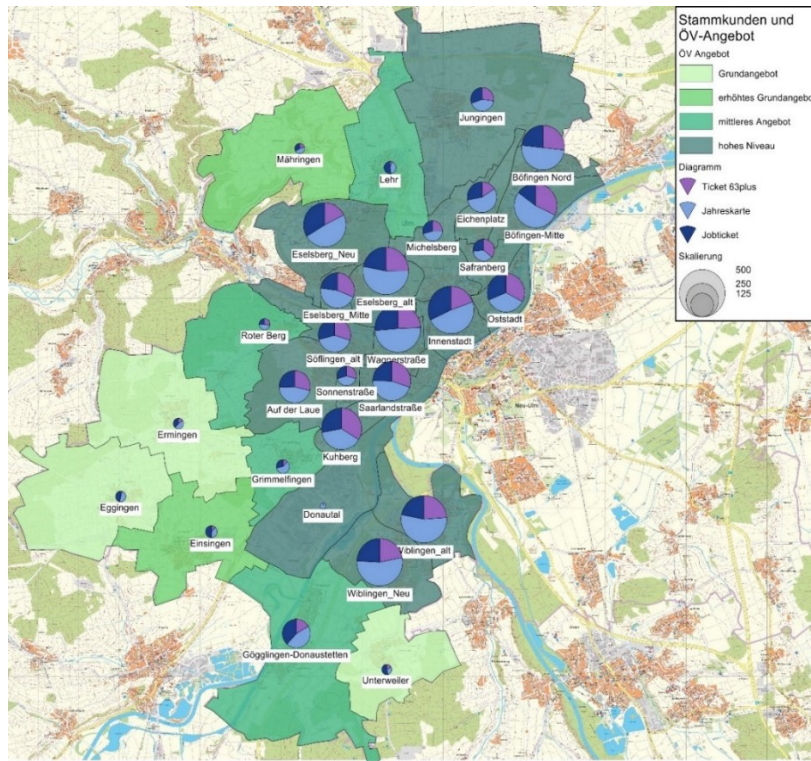 Stammkunden und
ÖV-Angebot
ÖV Angebot
Grundangebot
erhöhtes Grundangebot
mittleres Angebot
hohes Niveau
Diagramm
Ticket 63plus
Jahreskarte
Jobticket
Skalierung
500
250
125
Jungingen
Mähringen
Lehr
Böfingen Nord
Eichenplatz
Böfingen-Mitte
Eselsberg_Neu
Michelsberg
Safranberg
Eselsberg_alt
Eselsberg_Mitte
Oststadt
Roter Berg
Innenstadt
Söflingen_alt
Wagnerstraße
Sonnenstraße
Auf der Laue
Saarlandstraße
Ermingen
Kuhberg
Grimmelfingen
Eggingen
Donautal
Einsingen
Wiblingen_alt
Wiblingen_Neu
Gögglingen-Donaustetten
Unterweiler
Neu-Ulm